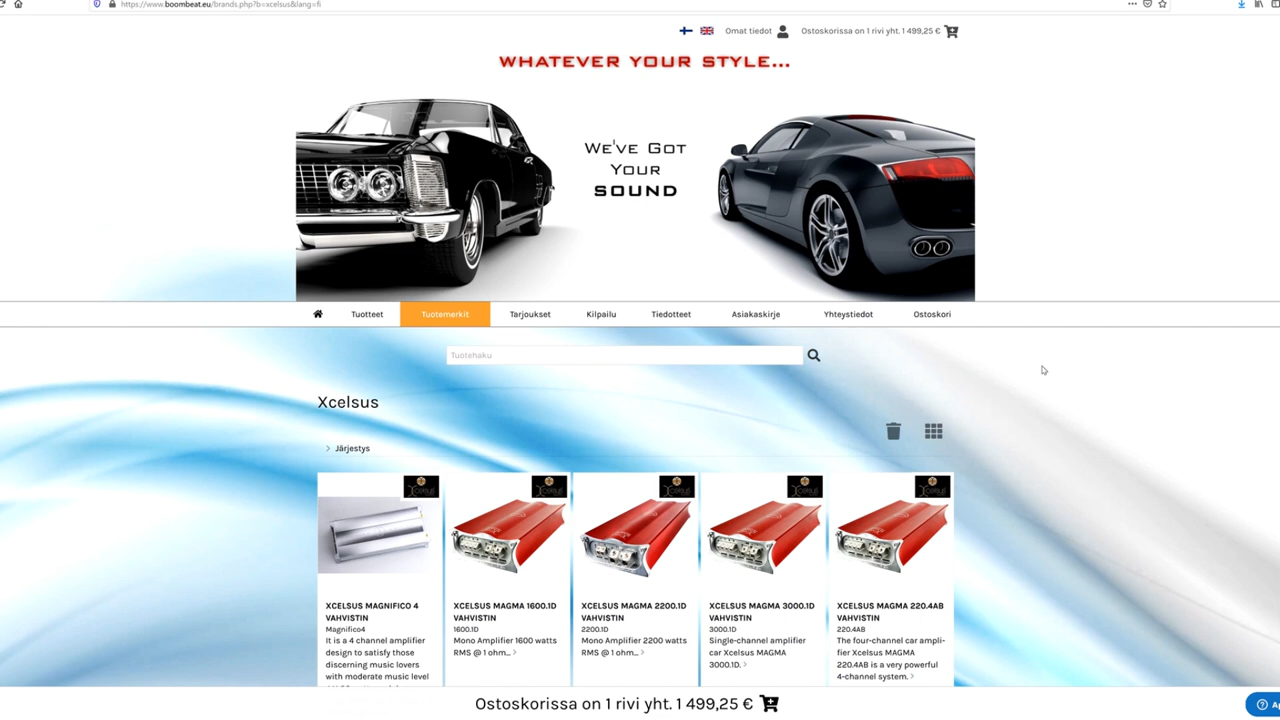 https://www.boombeat.eu/brands.php?b=xcelsus&lang=fi
Omat tiedot
Ostoskorissa on 1 rivi yht. 1 499,25 €
WHATEVER YOUR STYLE...
WE'VE GOT
YOUR
SOUND
Tuotteet
Tuotemerkit
Tarjoukset
Kilpailu
Tiedotteet
Asiakaskirje
Yhteystiedot
Ostoskori
Tuotehaku
Xcelsus
Järjestys
XCELSUS MAGNIFICO 4
VAHVISTIN
Magnifico4
It is a 4 channel amplifier
design to satisfy those
discerning music lovers
with moderate music level
XCELSUS MAGMA 1600.1D
VAHVISTIN
1600.1D
Mono Amplifier 1600 watts
RMS @ 1 ohm...
XCELSUS MAGMA 2200.1D
VAHVISTIN
2200.1D
Mono Amplifier 2200 watts
RMS @ 1 ohm...
XCELSUS MAGMA 3000.1D
VAHVISTIN
3000.1D
Single-channel amplifier
car Xcelsus MAGMA
3000.1D.
XCELSUS MAGMA 220.4AB
VAHVISTIN
220.4AB
The four-channel car ampli-
fier Xcelsus MAGMA
220.4AB is a very powerful
4-channel system.
Ostoskorissa on 1 rivi yht. 1 499,25 €